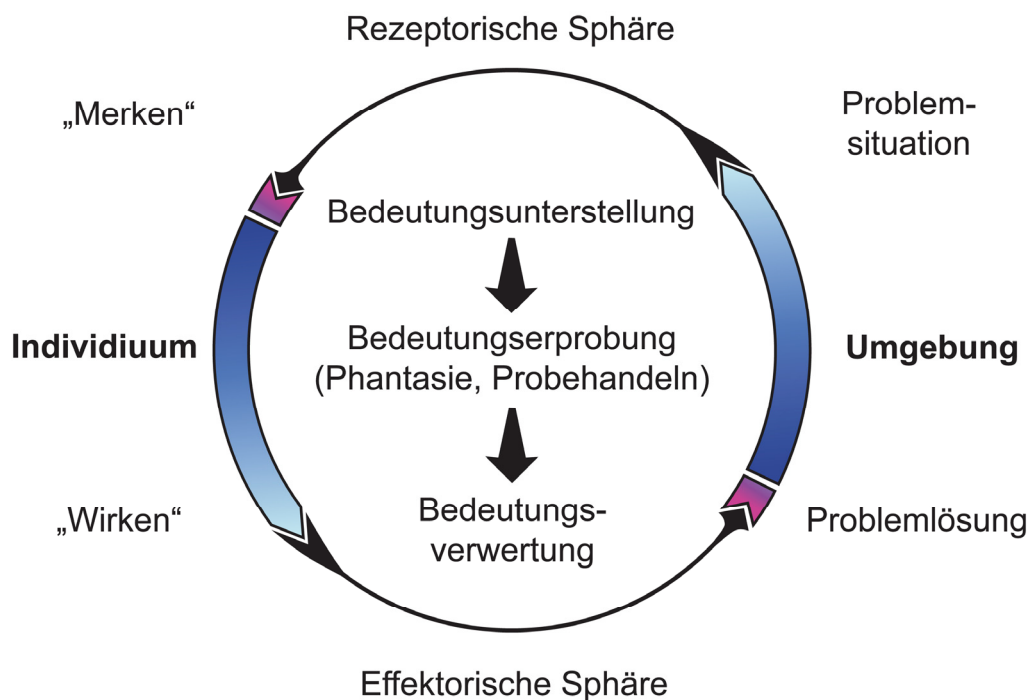 Rezeptorische Sphäre
„Merken“
Problem-
situation
Bedeutungsunterstellung
Individiuum
Bedeutungserprobung
(Phantasie, Probehandeln)
Umgebung
„Wirken“
Bedeutungs-
verwertung
Problemlösung
Effektorische Sphäre